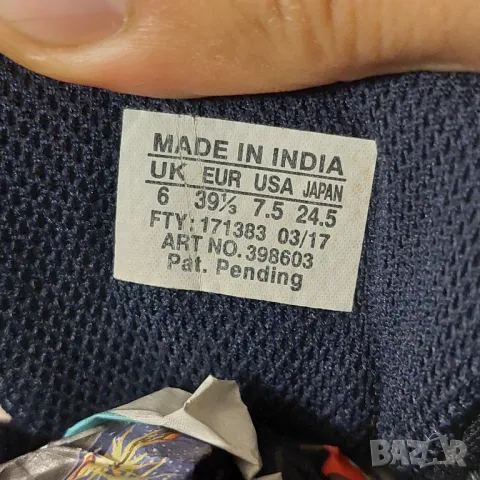 MADE IN INDIA
UK EUR USA JAPAN
6 39⅓ 7.5 24.5
FTY: 171383 03/17
ART NO. 398603
Pat. Pending
BAZAR